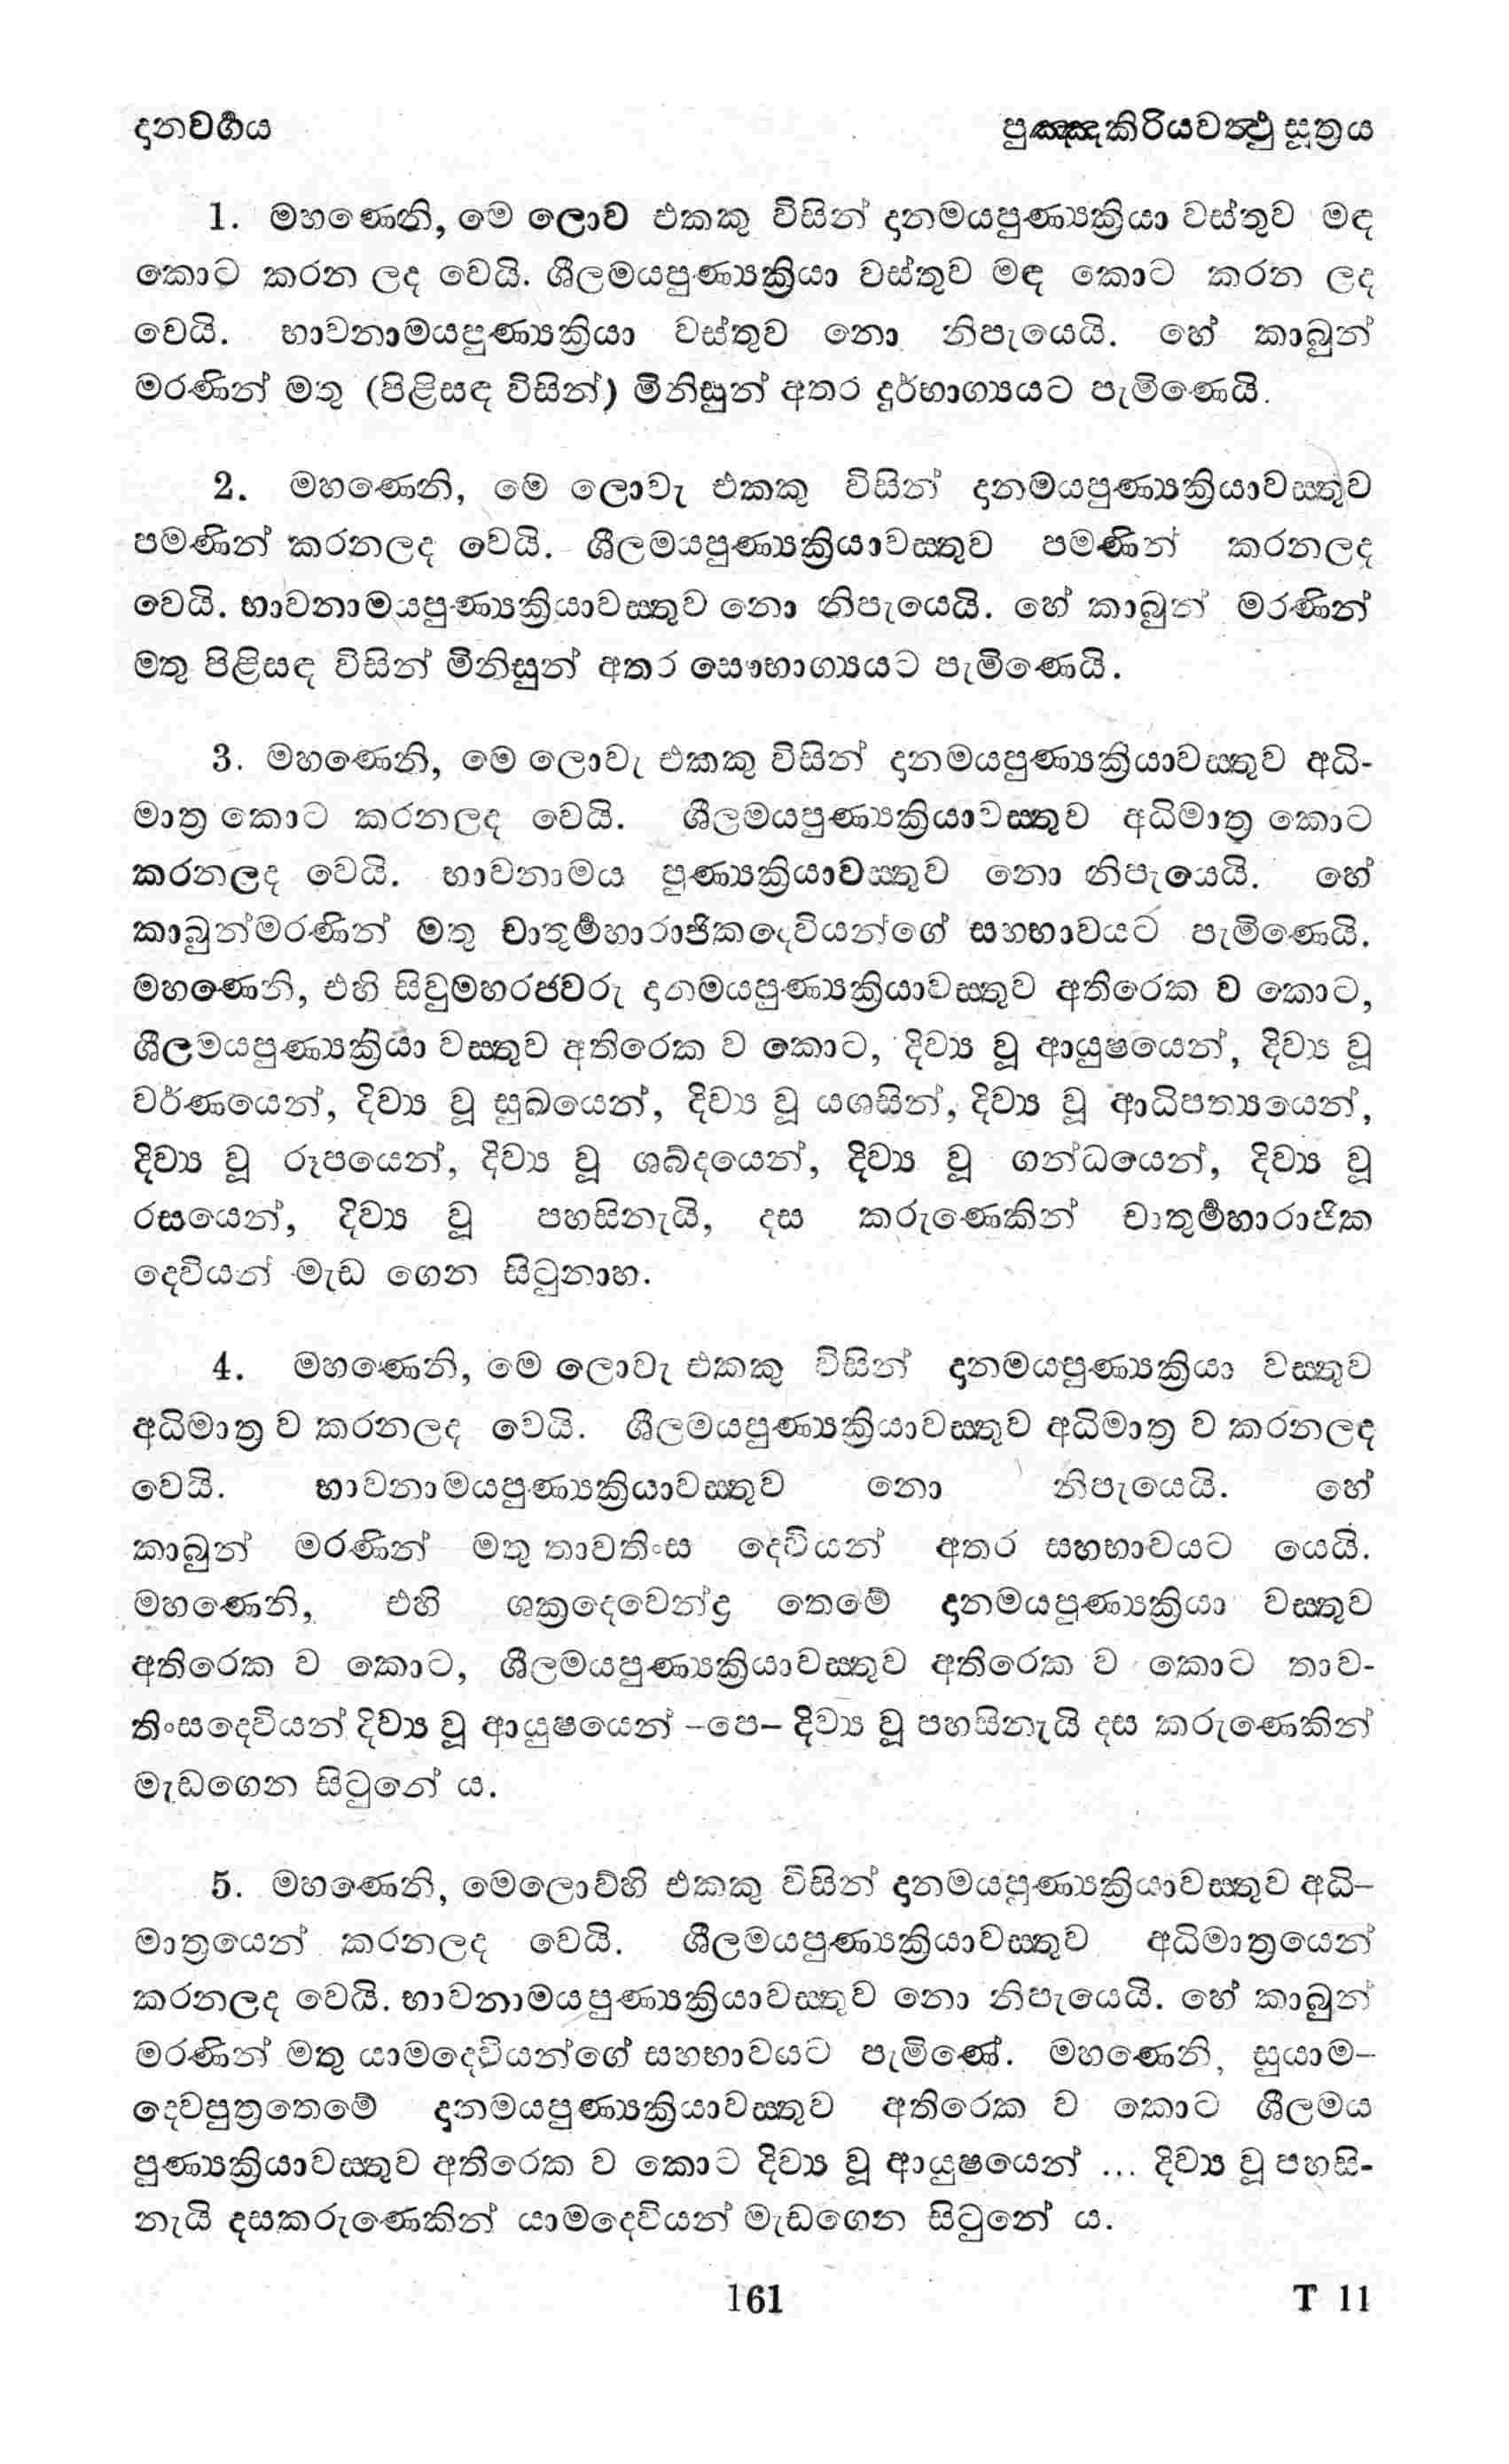 දානවර්‍ගය පුඤ්ඤකිරියවත්‍ථු සූත්‍රය
1. මහණෙනි, මෙ ලොව එකකු විසින් දානමයපුණ්‍යක්‍රියා වස්තුව මඳ
කොට කරන ලද වෙයි. ශීලමයපුණ්‍යක්‍රියා වස්තුව මඳ කොට කරන ලද
වෙයි. භාවනාමයපුණ්‍යක්‍රියා වස්තුව නො නිපැයෙයි. හේ කාබුන්
මරණින් මතු (පිළිසඳ විසින්) මිනිසුන් අතර දුර්භාග්‍යයට පැමිණෙයි.
2. මහණෙනි, මේ ලොවැ එකකු විසින් දානමයපුණ්‍යක්‍රියාවස්‍තුව
පමණින් කරනලද වෙයි. ශීලමයපුණ්‍යක්‍රියාවස්‍තුව පමණින් කරනලද
වෙයි. භාවනාමයපුණ්‍යක්‍රියාවස්‍තුව නො නිපැයෙයි. හේ කාබුන් මරණින්
මතු පිළිසඳ විසින් මිනිසුන් අතර සෞභාග්‍යයට පැමිණෙයි.
3. මහණෙනි, මෙ ලොවැ එකකු විසින් දානමයපුණ්‍යක්‍රියාවස්‍තුව අධි-
මාත්‍ර කොට කරනලද වෙයි. ශීලමයපුණ්‍යක්‍රියාවස්‍තුව අධිමාත්‍ර කොට
කරනලද වෙයි. භාවනාමය පුණ්‍යක්‍රියාවස්‍තුව නො නිපැයෙයි. හේ
කාබුන්මරණින් මතු චාතුර්‍මහාරාජිකදෙවියන්ගේ සහභාවයට පැමිණෙයි.
මහණෙනි, එහි සිවුමහරජවරු දානමයපුණ්‍යක්‍රියාවස්‍තුව අතිරෙක ව කොට,
ශීලමයපුණ්‍යක්‍රියා වස්‍තුව අතිරෙක ව කොට, දිව්‍ය වූ ආයුෂයෙන්, දිව්‍ය වූ
වර්ණයෙන්, දිව්‍ය වූ සුඛයෙන්, දිව්‍ය වූ යශසින්, දිව්‍ය වූ ආධිපත්‍යයෙන්,
දිව්‍ය වූ රූපයෙන්, දිව්‍ය වූ ශබ්දයෙන්, දිව්‍ය වූ ගන්ධයෙන්, දිව්‍ය වූ
රසයෙන්, දිව්‍ය වූ පහසිනැයි, දස කරුණෙකින් චාතුර්‍මහාරාජික
දෙවියන් මැඩ ගෙන සිටුනාහ.
4. මහණෙනි, මෙ ලොවැ එකකු විසින් දානමයපුණ්‍යක්‍රියා වස්‍තුව
අධිමාත්‍ර ව කරනලද වෙයි. ශීලමයපුණ්‍යක්‍රියාවස්‍තුව අධිමාත්‍ර ව කරනලද
වෙයි. භාවනාමයපුණ්‍යක්‍රියාවස්‍තුව නො නිපැයෙයි. හේ
කාබුන් මරණින් මතු තාවතිංස දෙවියන් අතර සහභාවයට යෙයි.
මහණෙනි, එහි ශක්‍රදෙවෙන්ද්‍ර තෙමේ දානමයපුණ්‍යක්‍රියා වස්‍තුව
අතිරෙක ව කොට, ශීලමයපුණ්‍යක්‍රියාවස්‍තුව අතිරෙක ව කොට තාව-
තිංසදෙවියන් දිව්‍ය වූ ආයුෂයෙන් –පෙ– දිව්‍ය වූ පහසිනැයි දස කරුණෙකින්
මැඩගෙන සිටුනේ ය.
5. මහණෙනි, මෙලොව්හි එකකු විසින් දානමයපුණ්‍යක්‍රියාවස්‍තුව අධි–
මාත්‍රයෙන් කරනලද වෙයි. ශීලමයපුණ්‍යක්‍රියාවස්‍තුව අධිමාත්‍රයෙන්
කරනලද වෙයි. භාවනාමයපුණ්‍යක්‍රියාවස්‍තුව නො නිපැයෙයි. හේ කාබුන්
මරණින් මතු යාමදෙවියන්ගේ සහභාවයට පැමිණේ. මහණෙනි, සුයාම–
දෙවපුත්‍රතෙමේ දානමයපුණ්‍යක්‍රියාවස්‍තුව අතිරෙක ව කොට ශීලමය
පුණ්‍යක්‍රියාවස්‍තුව අතිරෙක ව කොට දිව්‍ය වූ ආයුෂයෙන් ... දිව්‍ය වූ පහසි-
නැයි දසකරුණෙකින් යාමදෙවියන් මැඩගෙන සිටුනේ ය.
161 T 11